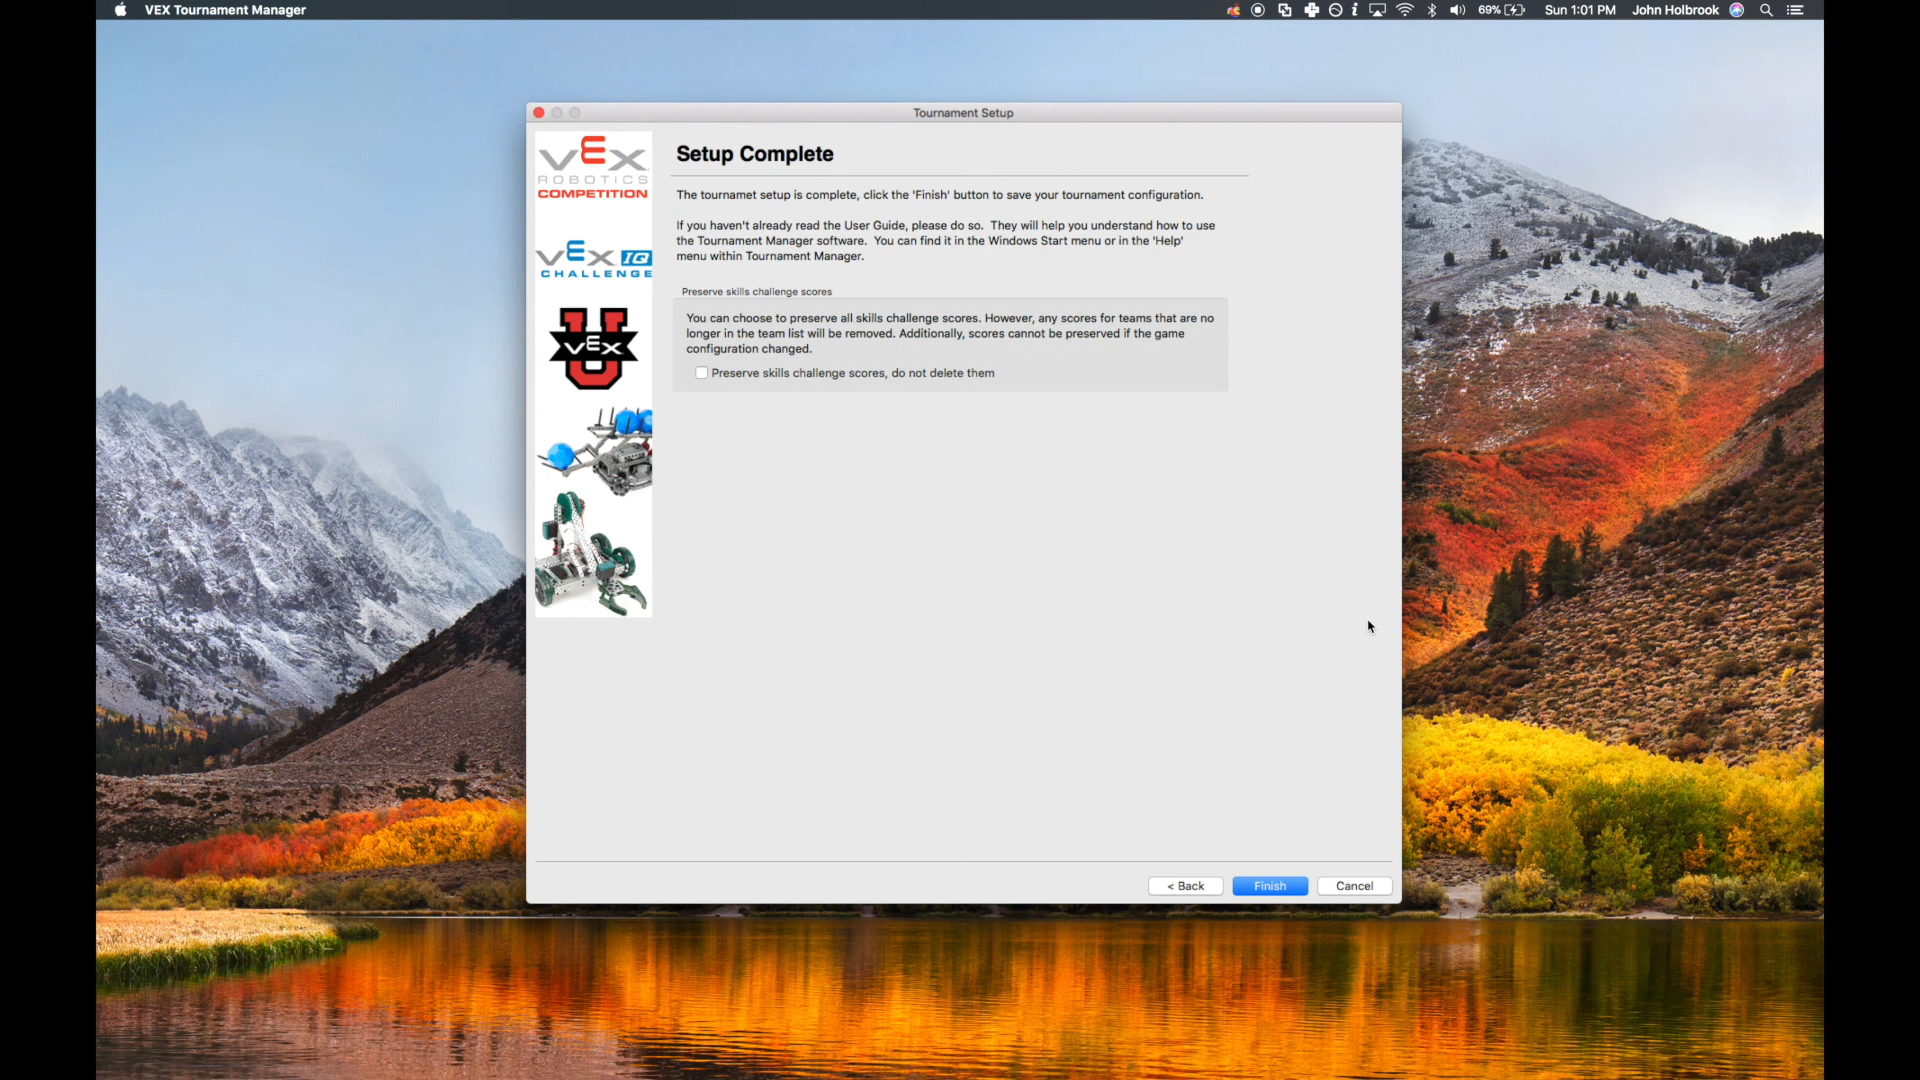 VEX Tournament Manager
69%
Sun 1:01 PM
John Holbrook
Tournament Setup
VEX
ROBOTICS
COMPETITION
VEX IQ
CHALLENGE
VEX
U
Setup Complete
The tournamet setup is complete, click the 'Finish' button to save your tournament configuration.
If you haven't already read the User Guide, please do so. They will help you understand how to use
the Tournament Manager software. You can find it in the Windows Start menu or in the 'Help'
menu within Tournament Manager.
Preserve skills challenge scores
You can choose to preserve all skills challenge scores. However, any scores for teams that are no
longer in the team list will be removed. Additionally, scores cannot be preserved if the game
configuration changed.
Preserve skills challenge scores, do not delete them
< Back
Finish
Cancel